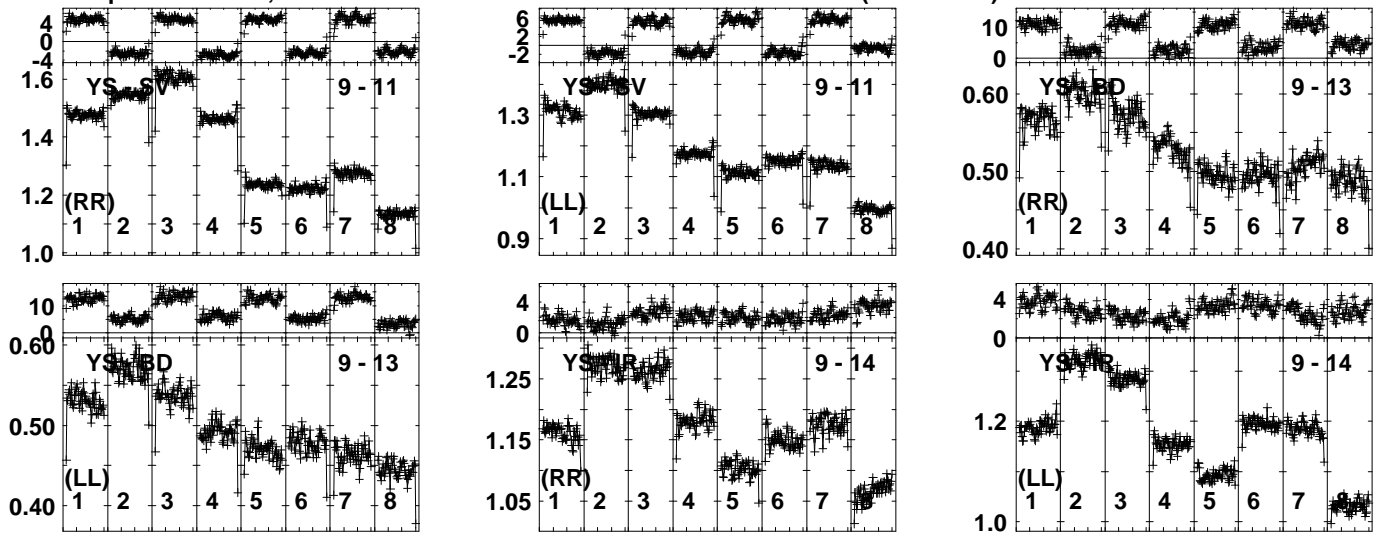 4
0
-4
1.6
1.4
1.2
1.0
YS - SV 9 - 11
(RR)
1 2 3 4 5 6 7 8
6
2
-2
1.3
1.1
0.9
YS - SV 9 - 11
(LL)
1 2 3 4 5 6 7 8
10
0
0.60
0.50
0.40
YS - BD 9 - 13
(RR)
1 2 3 4 5 6 7 8
10
0
0.60
0.50
0.40
YS - BD 9 - 13
(LL)
1 2 3 4 5 6 7 8
4
0
1.25
1.15
1.05
YS - IR 9 - 14
(RR)
1 2 3 4 5 6 7 8
4
0
1.2
1.0
YS - IR 9 - 14
(LL)
1 2 3 4 5 6 7 8